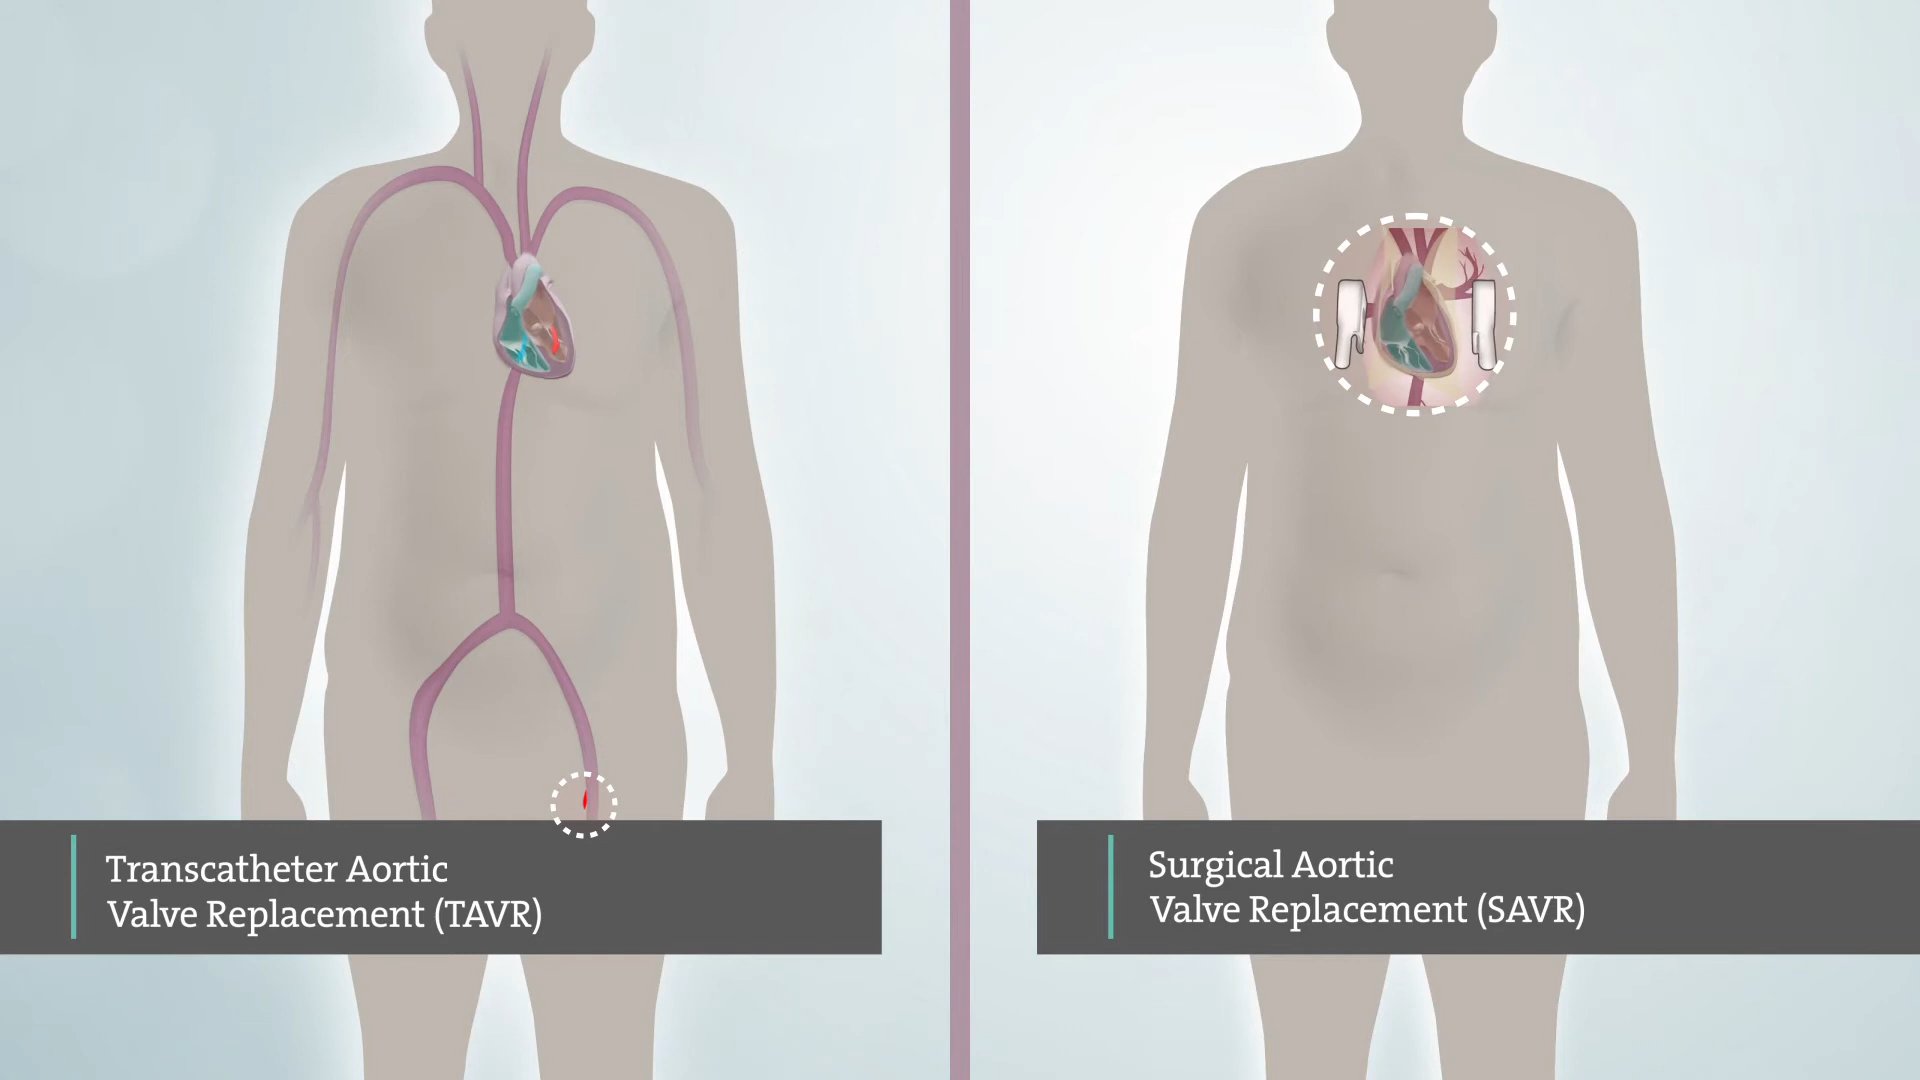 Transcatheter Aortic
Valve Replacement (TAVR)
Surgical Aortic
Valve Replacement (SAVR)